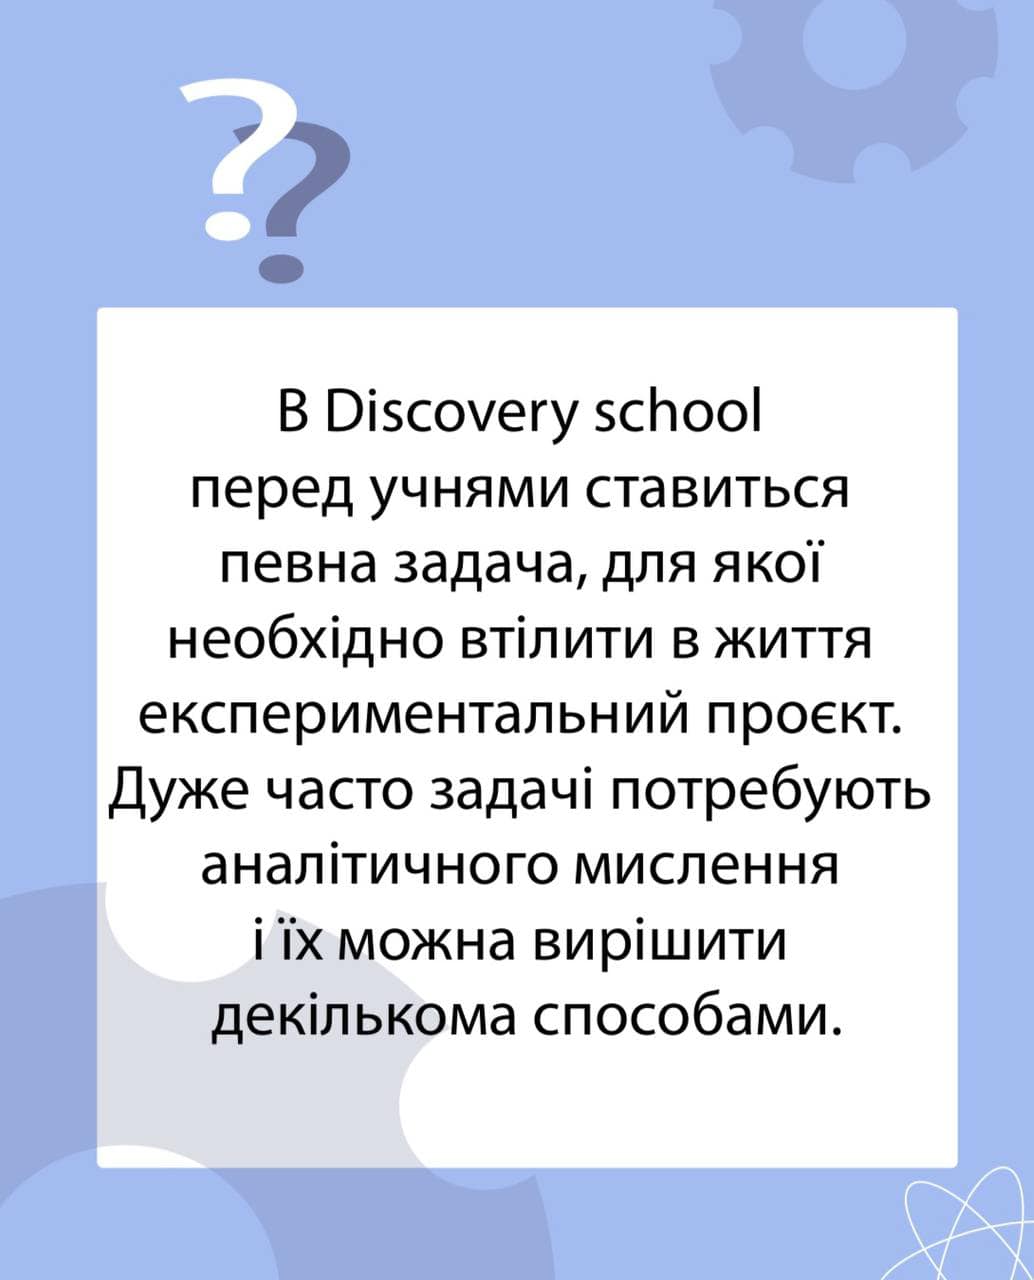 ??
В Discovery school
перед учнями ставиться
певна задача, для якої
необхідно втілити в життя
експериментальний проєкт.
Дуже часто задачі потребують
аналітичного мислення
і їх можна вирішити
декількома способами.